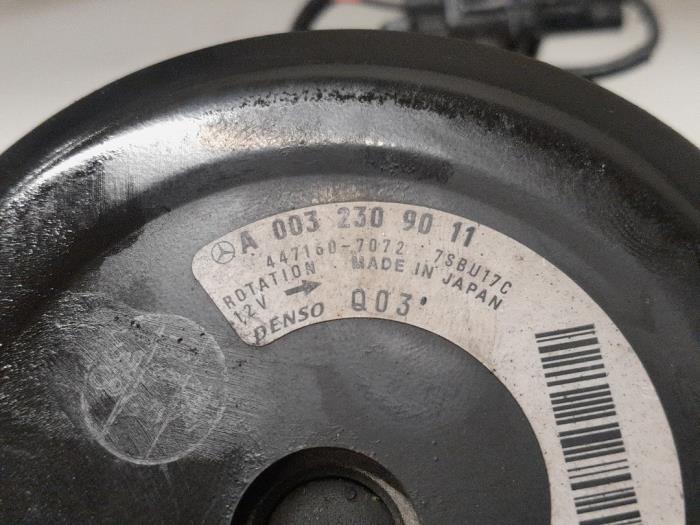 A 003 230 90 11
447160-7072 7SBU17C
ROTATION MADE IN JAPAN
12V
DENSO Q03